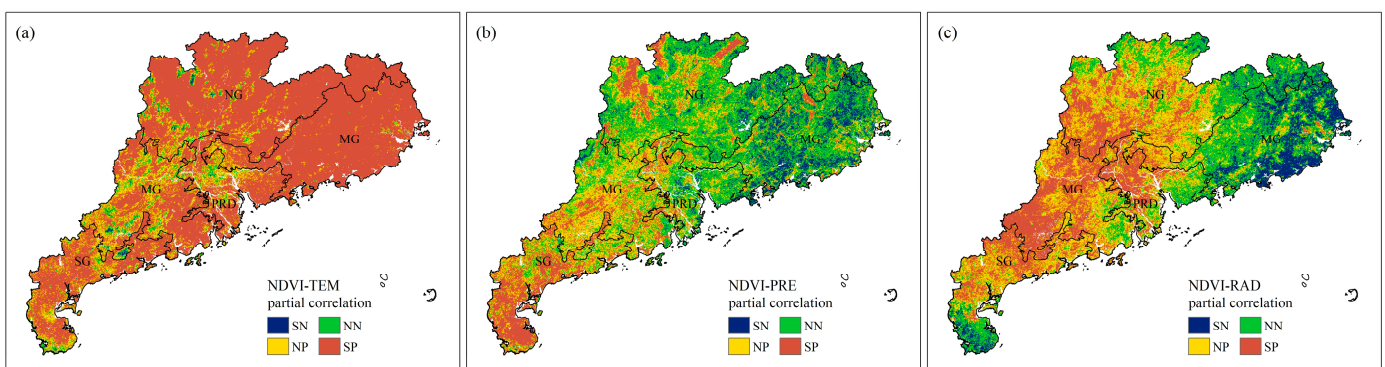 (a)
NG
MG
MG
PRD
SG
NDVI-TEM
partial correlation
SN NN
NP SP
(b)
NG
MG
MG
PRD
SG
NDVI-PRE
partial correlation
SN NN
NP SP
(c)
NG
MG
MG
PRD
SG
NDVI-RAD
partial correlation
SN NN
NP SP